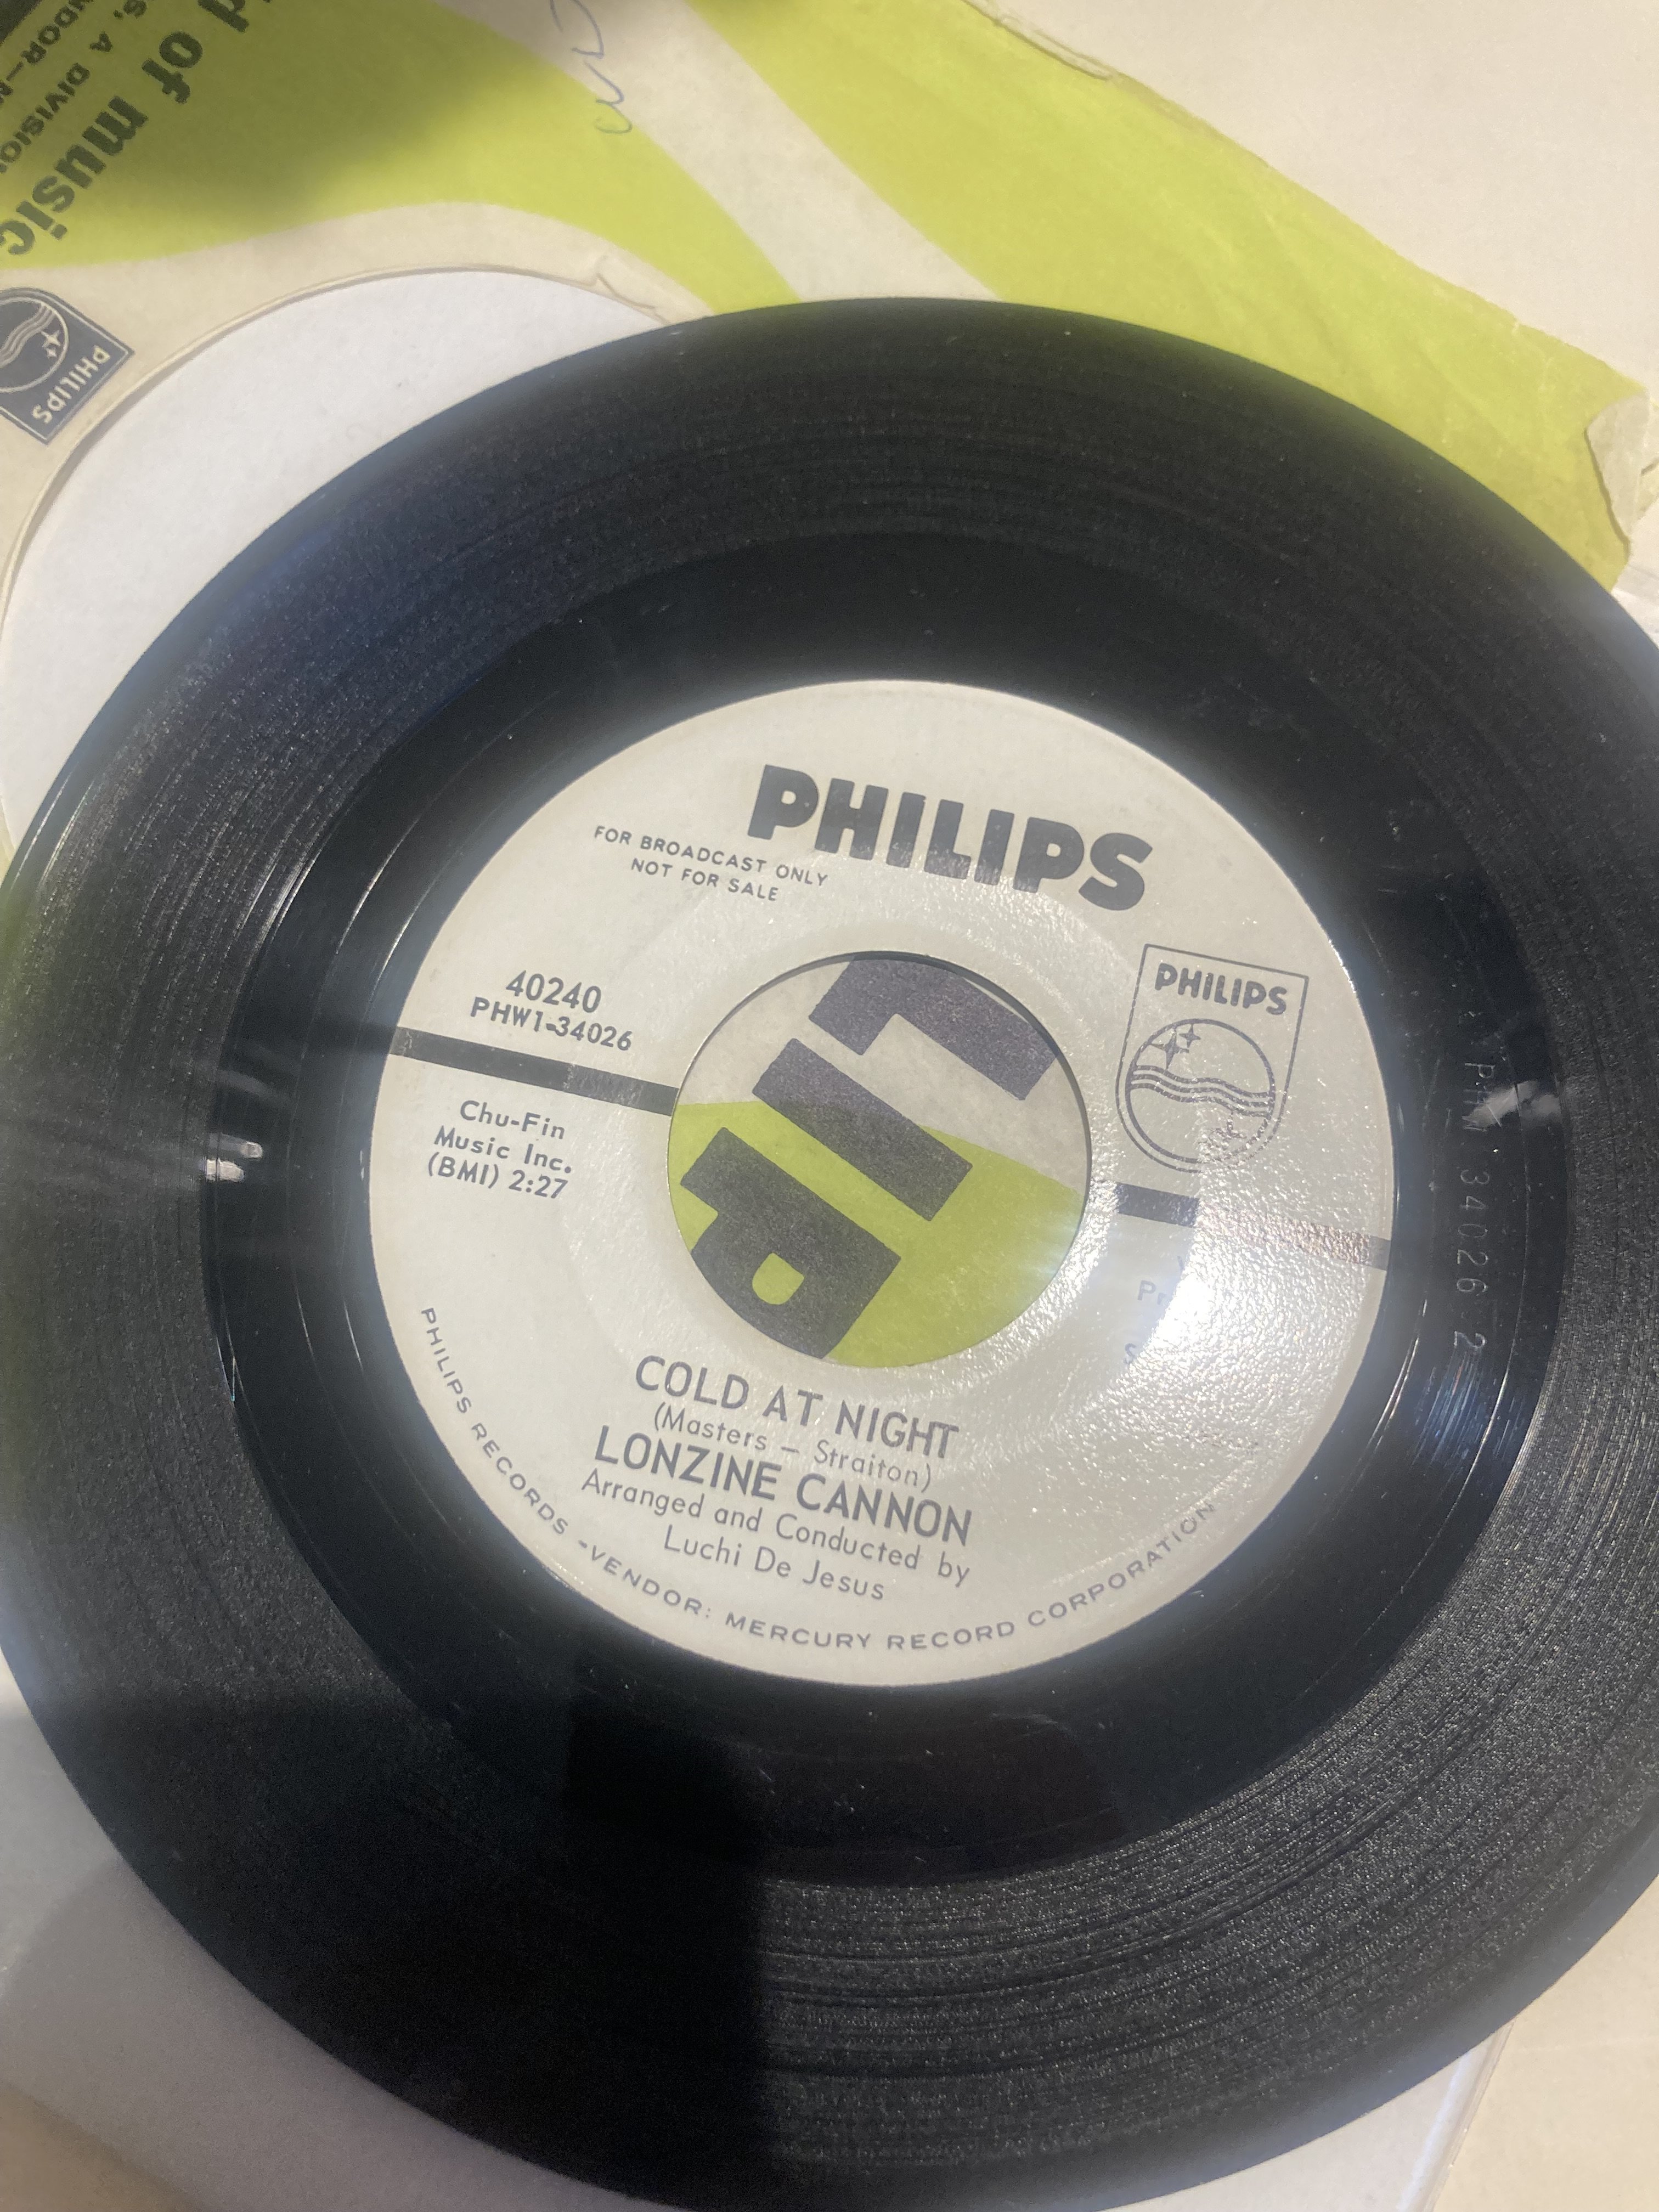 d of music
S, A DIVISION
NDOR—M
PHILIPS
PHILIPS
FOR BROADCAST ONLY
NOT FOR SALE
PHILIPS
40240
PHW1-34026
Chu-Fin
Music Inc.
(BMI) 2:27
COLD AT NIGHT
(Masters – Straiton)
LONZINE CANNON
Arranged and Conducted by
Luchi De Jesus
PHILIPS RECORDS -VENDOR: MERCURY RECORD CORPORATION
PHW 34026 2